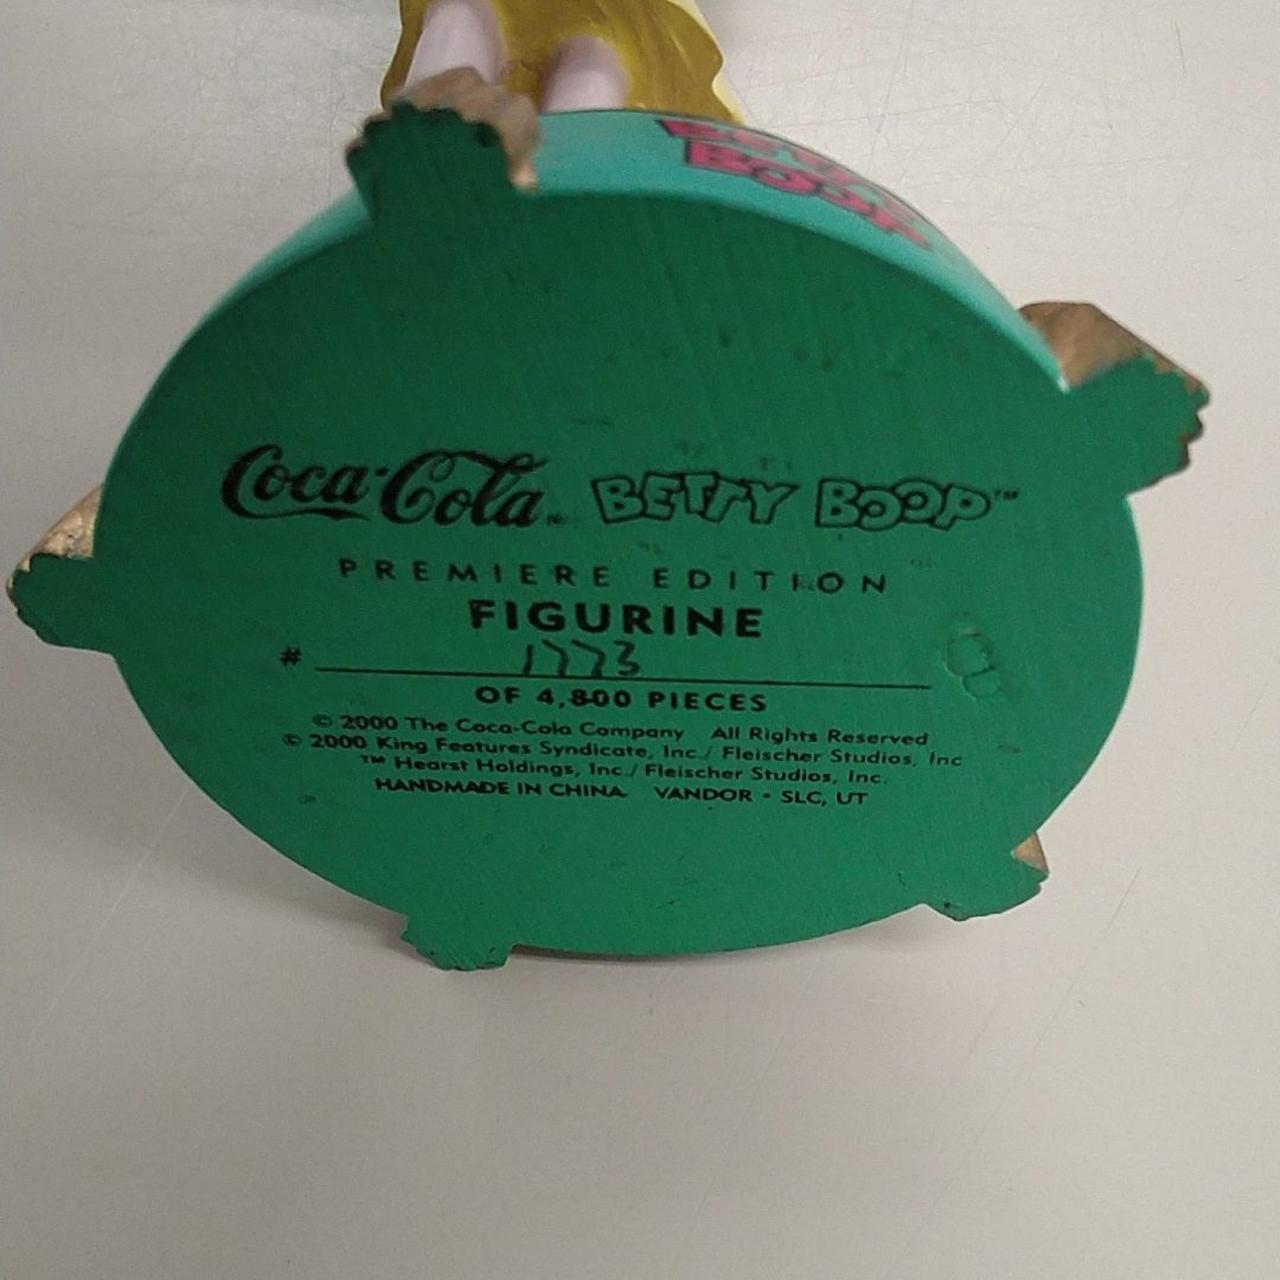 BETTY
BOOP
Coca-Cola BETTY BOOP™
PREMIERE EDITION
FIGURINE
# 1773
OF 4,800 PIECES
© 2000 The Coca-Cola Company All Rights Reserved
© 2000 King Features Syndicate, Inc./ Fleischer Studios, Inc
™ Hearst Holdings, Inc./ Fleischer Studios, Inc.
HANDMADE IN CHINA VANDOR • SLC, UT